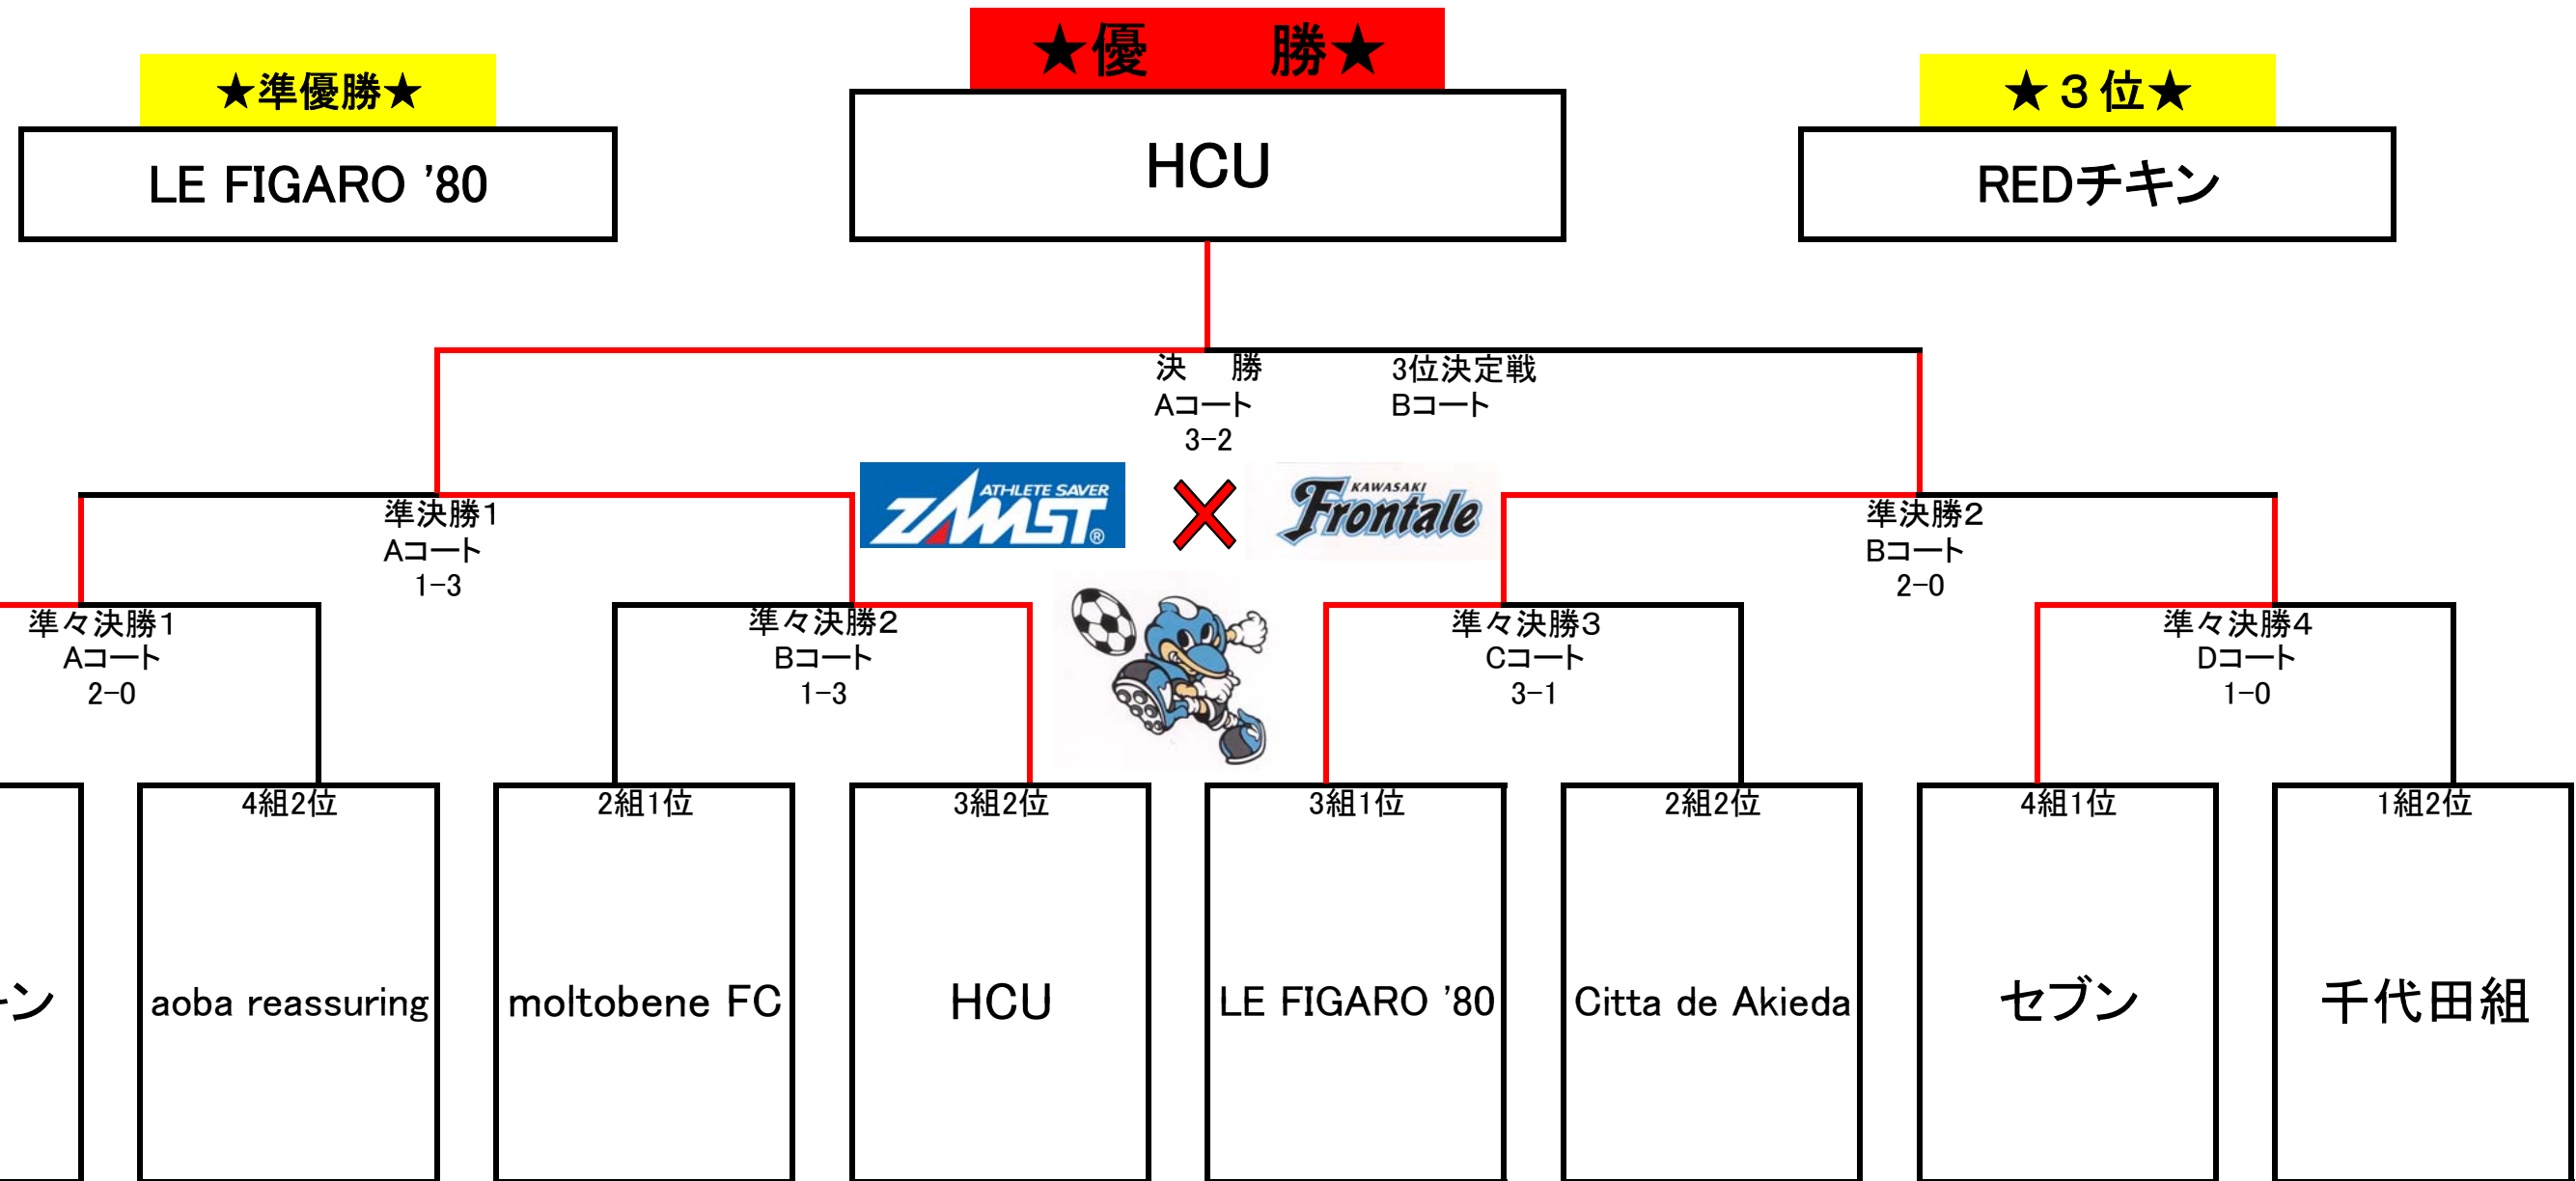 ★優　　勝★
★準優勝★
★３位★
HCU
LE FIGARO ’80
REDチキン
決　勝
Aコート
3-2
3位決定戦
Bコート
ATHLETE SAVER
ZAMST®
KAWASAKI
Frontale
準決勝1
Aコート
1-3
準決勝2
Bコート
2-0
準々決勝1
Aコート
2-0
準々決勝2
Bコート
1-3
準々決勝3
Cコート
3-1
準々決勝4
Dコート
1-0
4組2位
2組1位
3組2位
3組1位
2組2位
4組1位
1組2位
ン
aoba reassuring
moltobene FC
HCU
LE FIGARO ’80
Citta de Akieda
セブン
千代田組